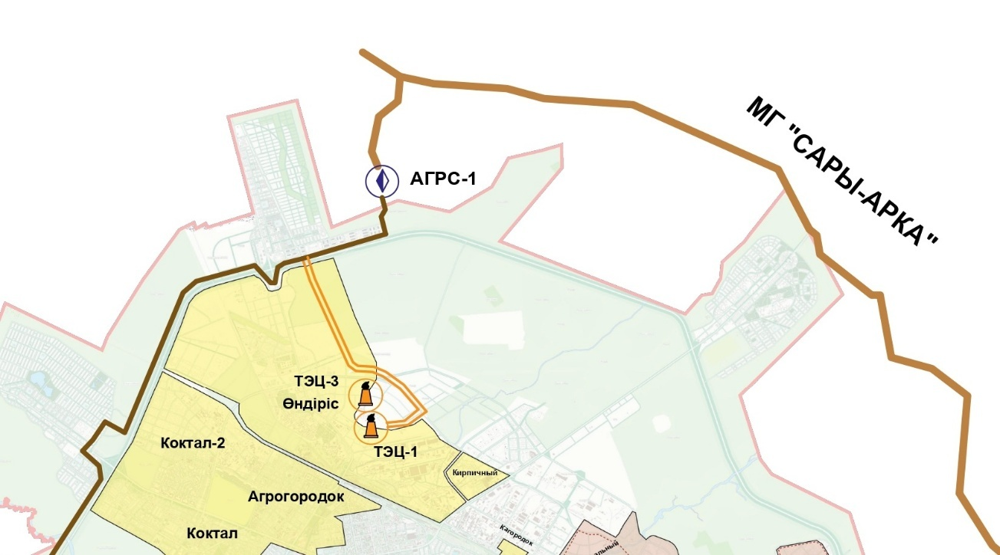 МГ "САРЫ-АРКА"
АГРС-1
ТЭЦ-3
Өндіріс
ТЭЦ-1
Коктал-2
Кирпичный
Агрогородок
Коктал
Кагородок